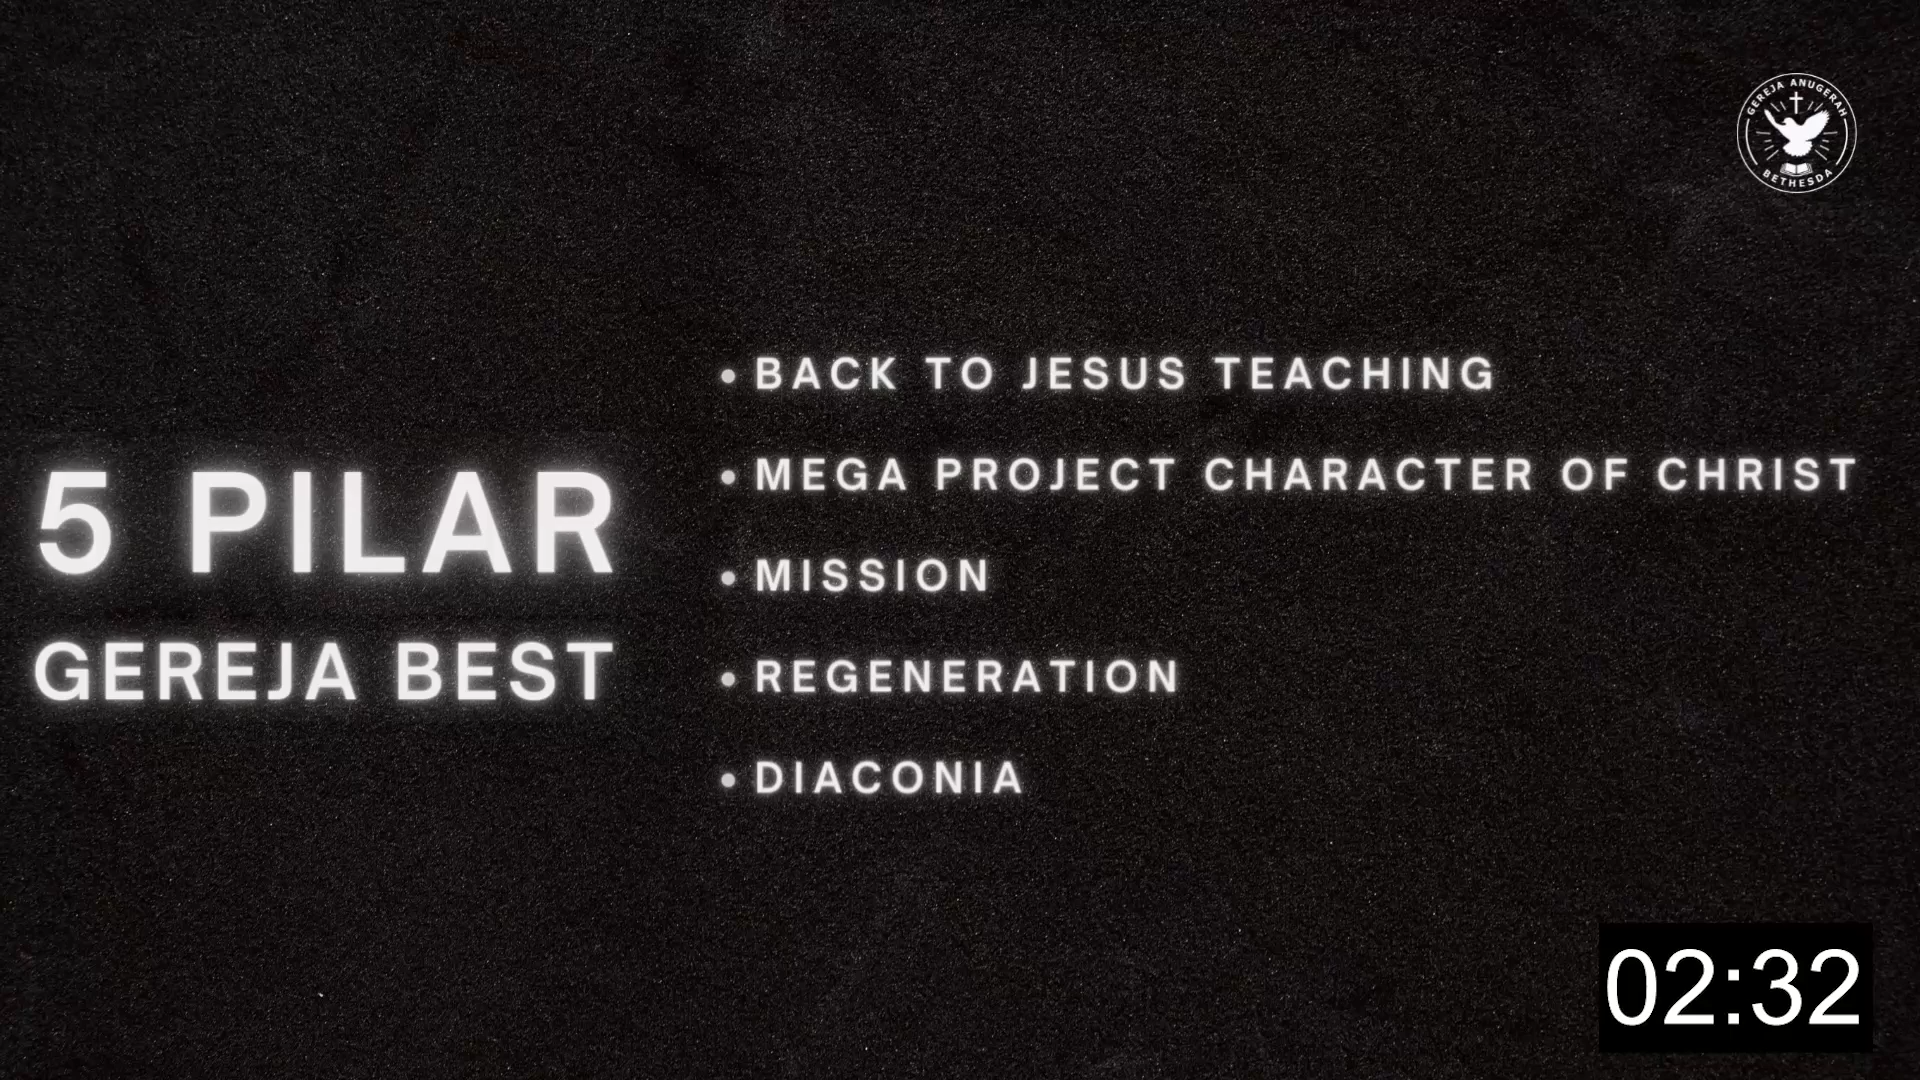 GEREJA ANUGERAH
BETHESDA
5 PILAR
GEREJA BEST
• BACK TO JESUS TEACHING
• MEGA PROJECT CHARACTER OF CHRIST
• MISSION
• REGENERATION
• DIACONIA
02:32